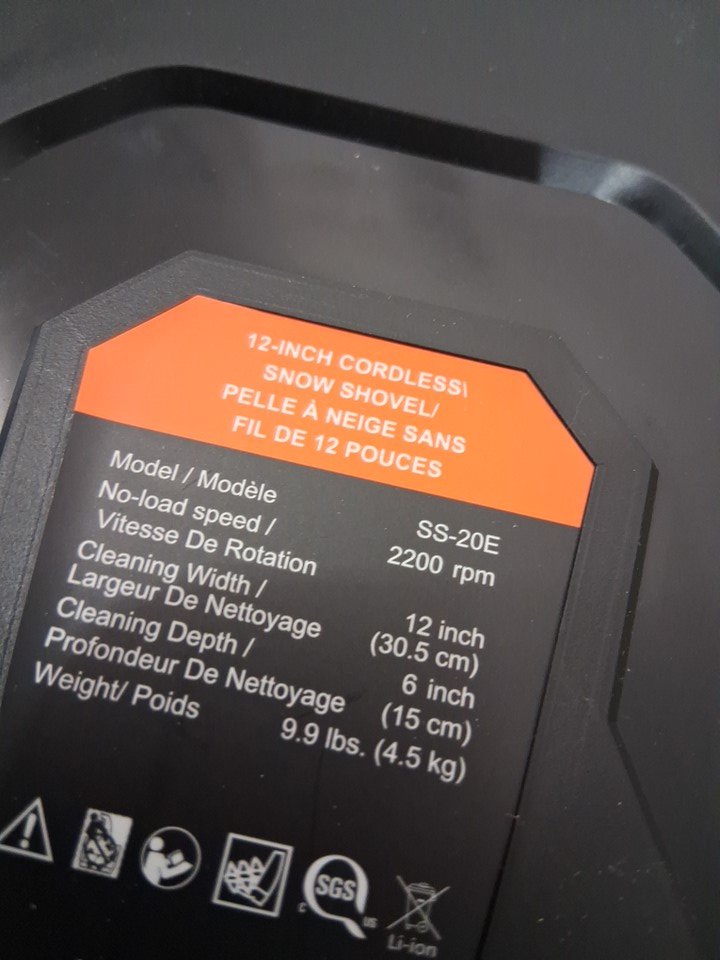 12-INCH CORDLESS\
SNOW SHOVEL/
PELLE À NEIGE SANS
FIL DE 12 POUCES
Model / Modèle SS-20E
No-load speed / 2200 rpm
Vitesse De Rotation
Cleaning Width / 12 inch
Largeur De Nettoyage (30.5 cm)
Cleaning Depth / 6 inch
Profondeur De Nettoyage (15 cm)
Weight/ Poids 9.9 lbs. (4.5 kg)
SGS
C US
Li-ion